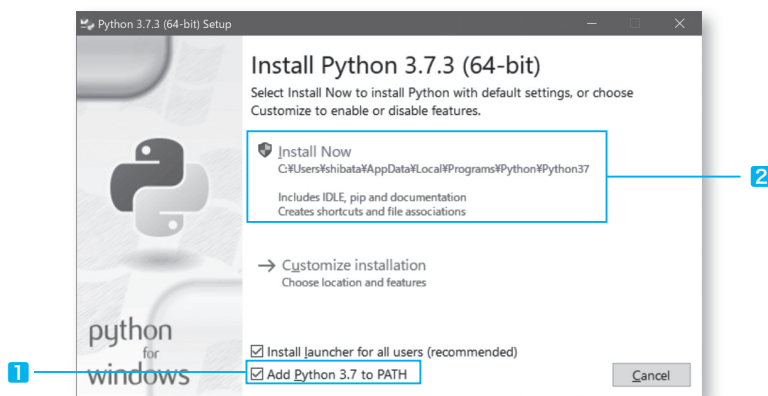 Python 3.7.3 (64-bit) Setup
Install Python 3.7.3 (64-bit)
Select Install Now to install Python with default settings, or choose
Customize to enable or disable features.
Install Now
C:¥Users¥shibata¥AppData¥Local¥Programs¥Python¥Python37
Includes IDLE, pip and documentation
Creates shortcuts and file associations
2
→ Customize installation
Choose location and features
python
for
windows
Install launcher for all users (recommended)
1
Add Python 3.7 to PATH
Cancel